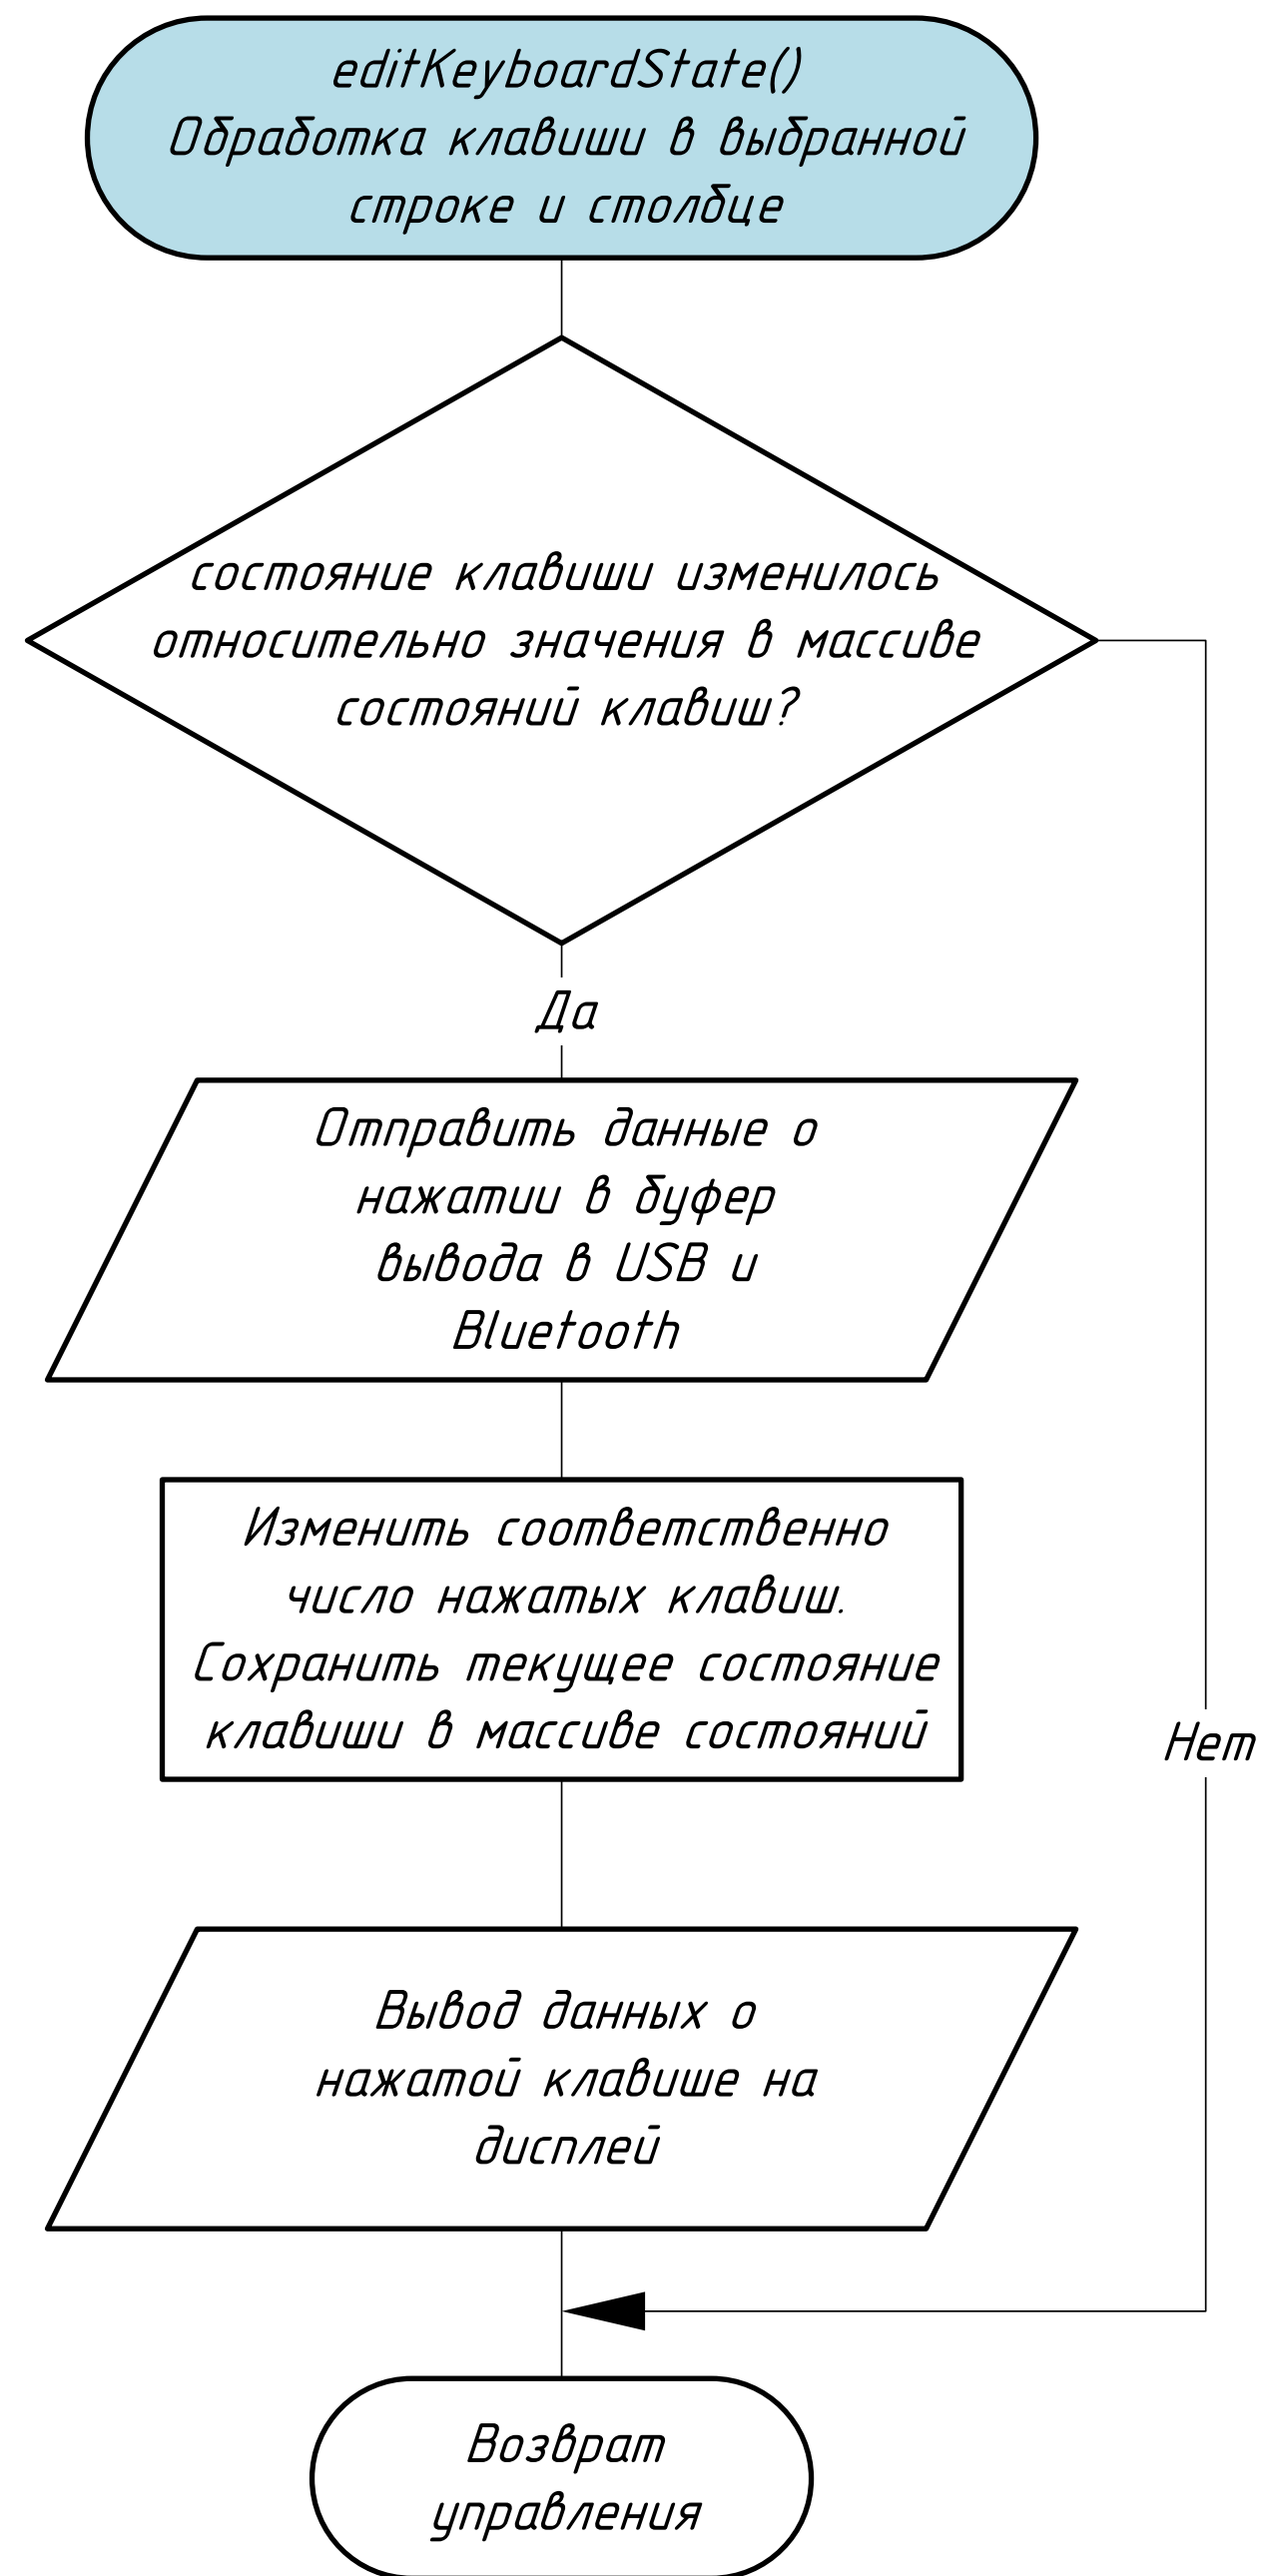 editKeyboardState()
Обработка клавиши в выбранной
строке и столбце
состояние клавиши изменилось
относительно значения в массиве
состояний клавиш?
Да
Отправить данные о
нажатии в буфер
вывода в USB и
Bluetooth
Изменить соответственно
число нажатых клавиш.
Сохранить текущее состояние
клавиши в массиве состояний
Нет
Вывод данных о
нажатой клавише на
дисплей
Возврат
управления